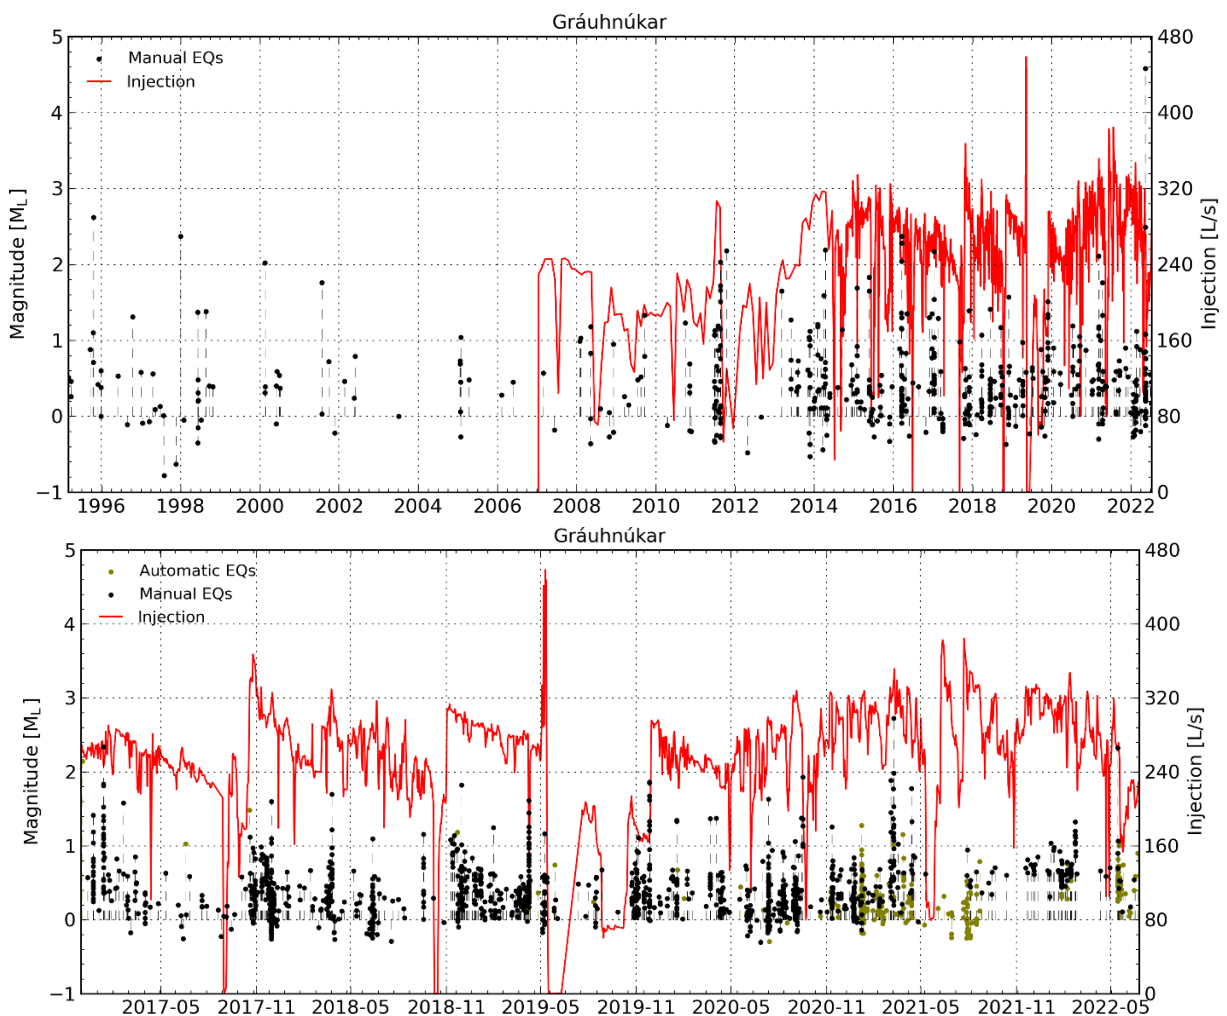 Gráuhnúkar
Manual EQs
Injection
5
4
3
2
1
0
−1
Magnitude [M_L]
480
400
320
240
160
80
0
Injection [L/s]
1996 1998 2000 2002 2004 2006 2008 2010 2012 2014 2016 2018 2020 2022
Gráuhnúkar
Automatic EQs
Manual EQs
Injection
5
4
3
2
1
0
−1
Magnitude [M_L]
480
400
320
240
160
80
0
Injection [L/s]
2017-05 2017-11 2018-05 2018-11 2019-05 2019-11 2020-05 2020-11 2021-05 2021-11 2022-05